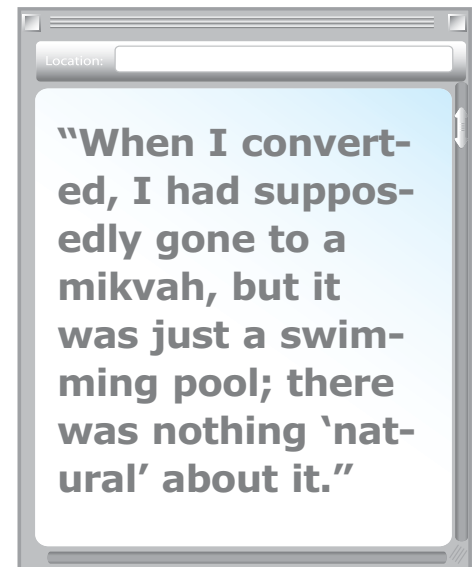 Location:
“When I convert-
ed, I had suppos-
edly gone to a
mikvah, but it
was just a swim-
ming pool; there
was nothing ‘nat-
ural’ about it.”